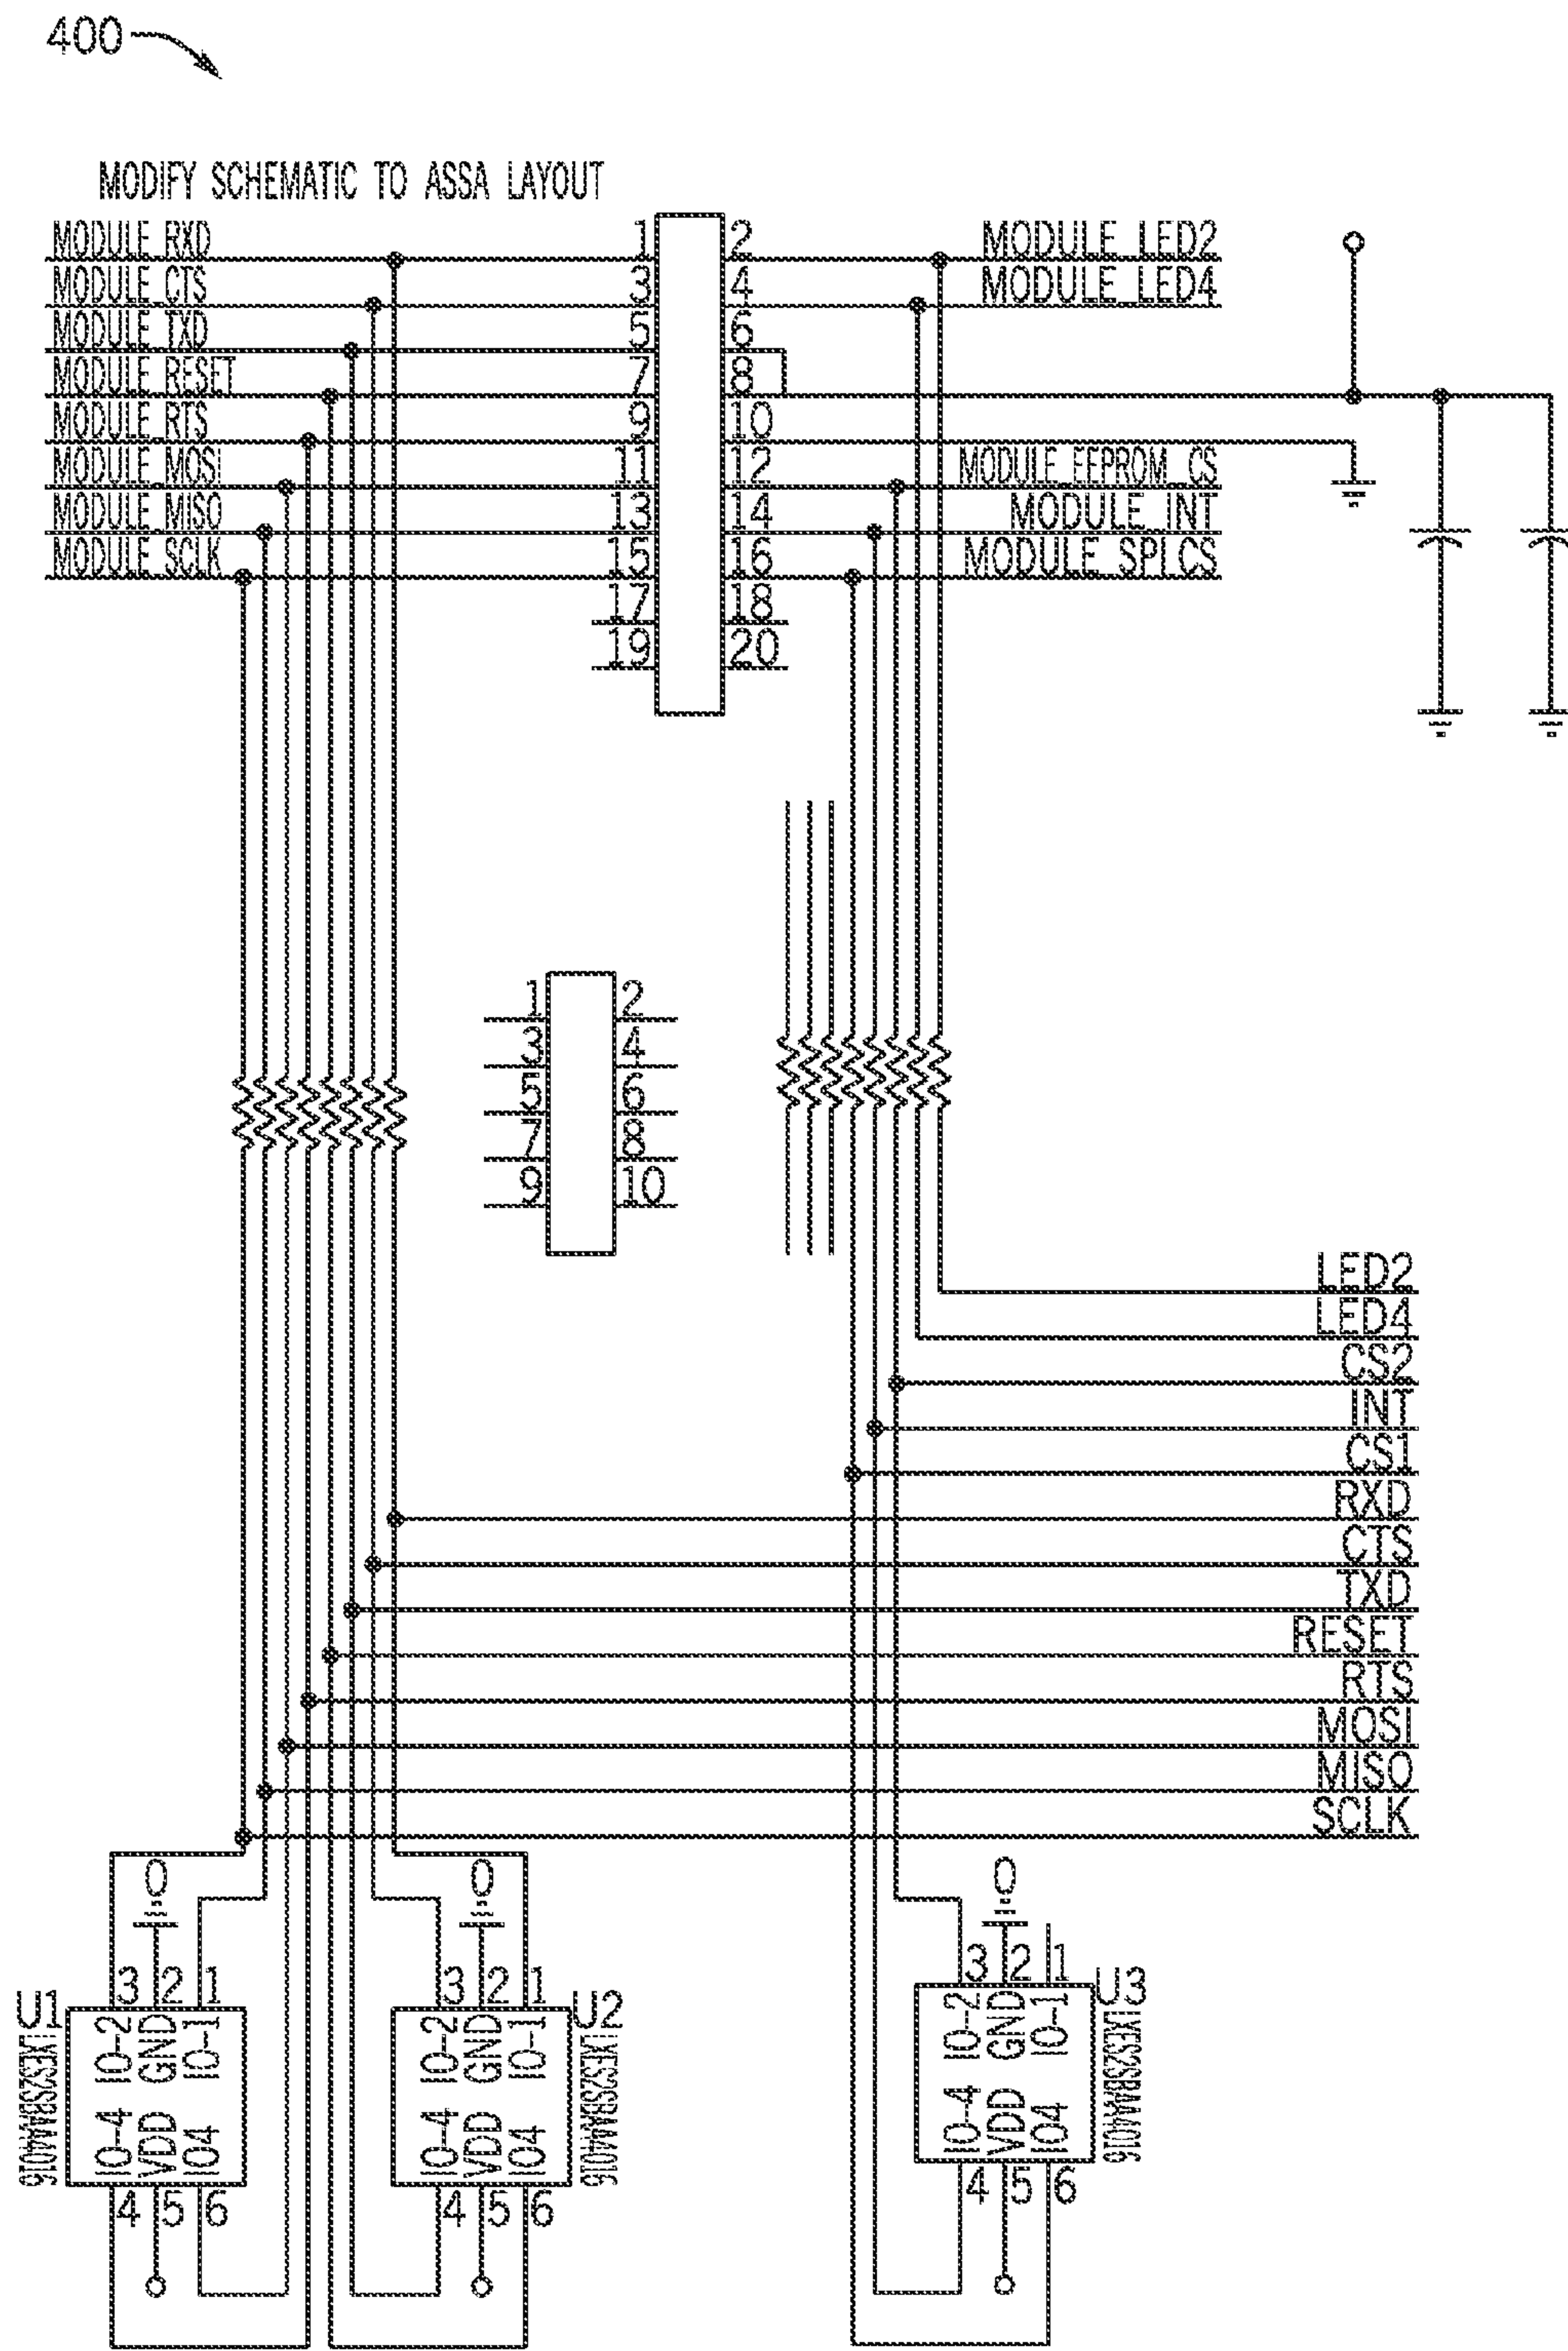 400
MODIFY SCHEMATIC TO ASSA LAYOUT
MODULE_RXD 1 2 MODULE_LED2
MODULE_CTS 3 4 MODULE_LED4
MODULE_TXD 5 6
MODULE_RESET 7 8
MODULE_RTS 9 10
MODULE_MOSI 11 12 MODULE_EEPROM_CS
MODULE_MISO 13 14 MODULE_INT
MODULE_SCLK 15 16 MODULE_SPI_CS
17 18
19 20
1 2
3 4
5 6
7 8
9 10
LED2
LED4
CS2
INT
CS1
RXD
CTS
TXD
RESET
RTS
MOSI
MISO
SCLK
0 0 0
U1
3 2 1
IO-2 GND IO-1
IO-4 VDD IO4
4 5 6
U2
3 2 1
IO-2 GND IO-1
IO-4 VDD IO4
4 5 6
U3
3 2 1
IO-2 GND IO-1
IO-4 VDD IO4
4 5 6